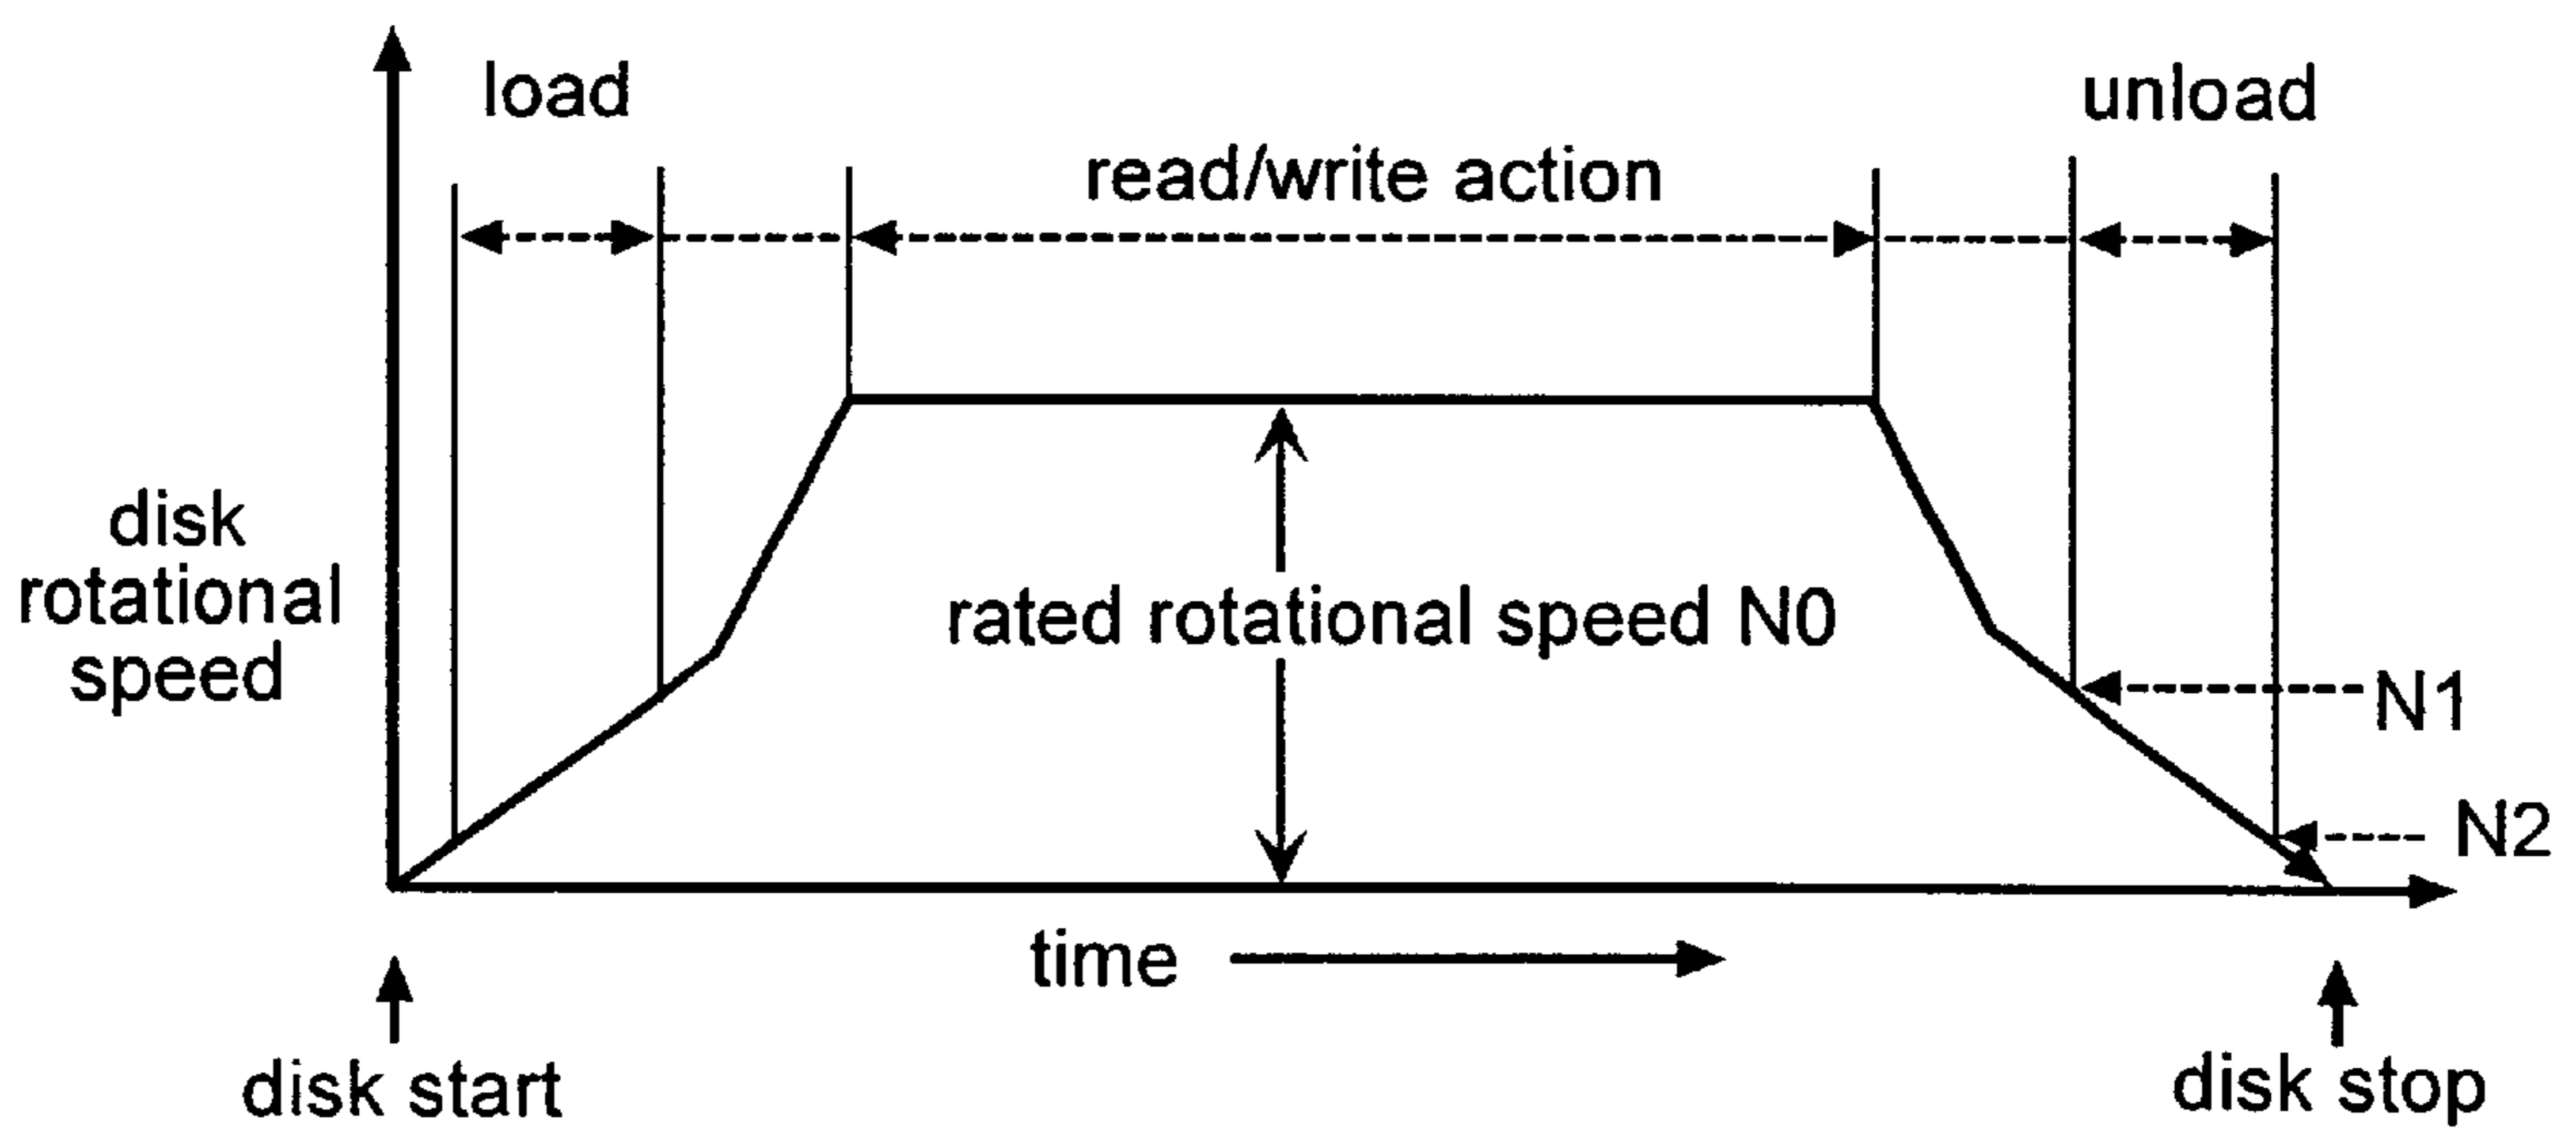 load
unload
read/write action
disk
rotational
speed
rated rotational speed N0
N1
N2
time
disk start
disk stop